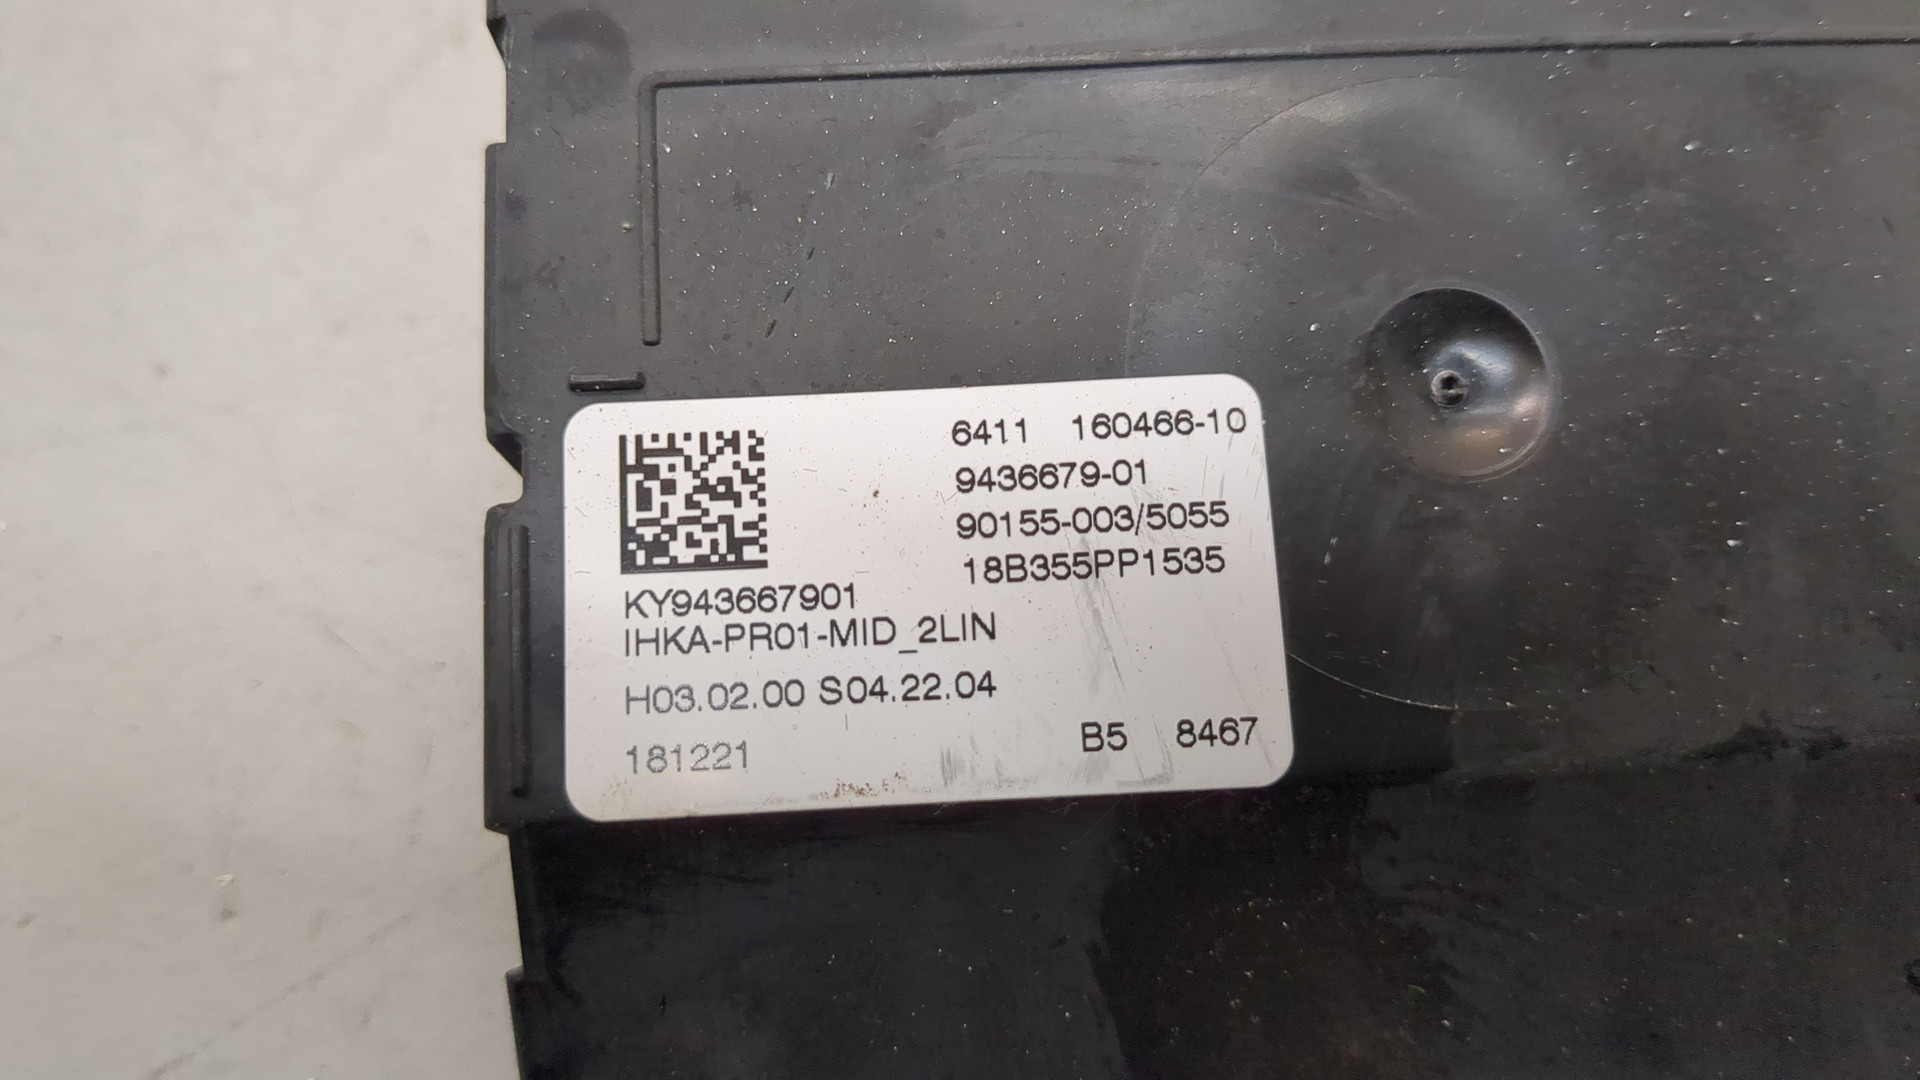 6411 160466-10
9436679-01
90155-003/5055
18B355PP1535
KY943667901
IHKA-PR01-MID_2LIN
H03.02.00 S04.22.04
181221
B5 8467